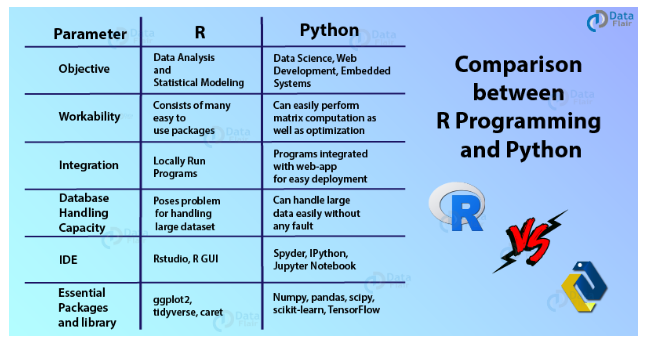 Data
Flair
Parameter
R
Python
Objective
Data Analysis
and
Statistical Modeling
Data Science, Web
Development, Embedded
Systems
Workability
Consists of many
easy to
use packages
Can easily perform
matrix computation as
well as optimization
Integration
Locally Run
Programs
Programs integrated
with web-app
for easy deployment
Database
Handling
Capacity
Poses problem
for handling
large dataset
Can handle large
data easily without
any fault
IDE
Rstudio, R GUI
Spyder, IPython,
Jupyter Notebook
Essential
Packages
and library
ggplot2,
tidyverse, caret
Numpy, pandas, scipy,
scikit-learn, TensorFlow
Comparison
between
R Programming
and Python
R
VS